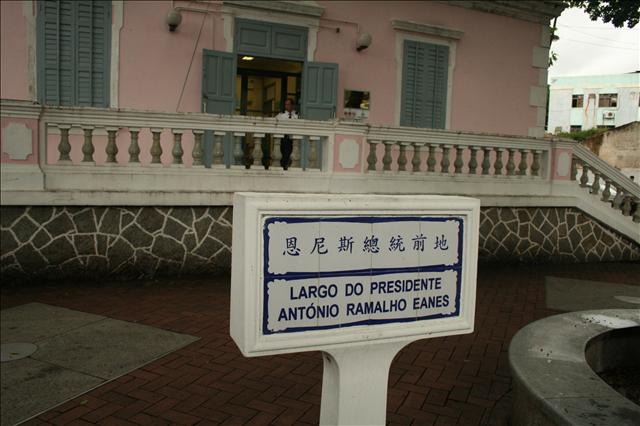 恩尼斯總統前地
LARGO DO PRESIDENTE
ANTÓNIO RAMALHO EANES